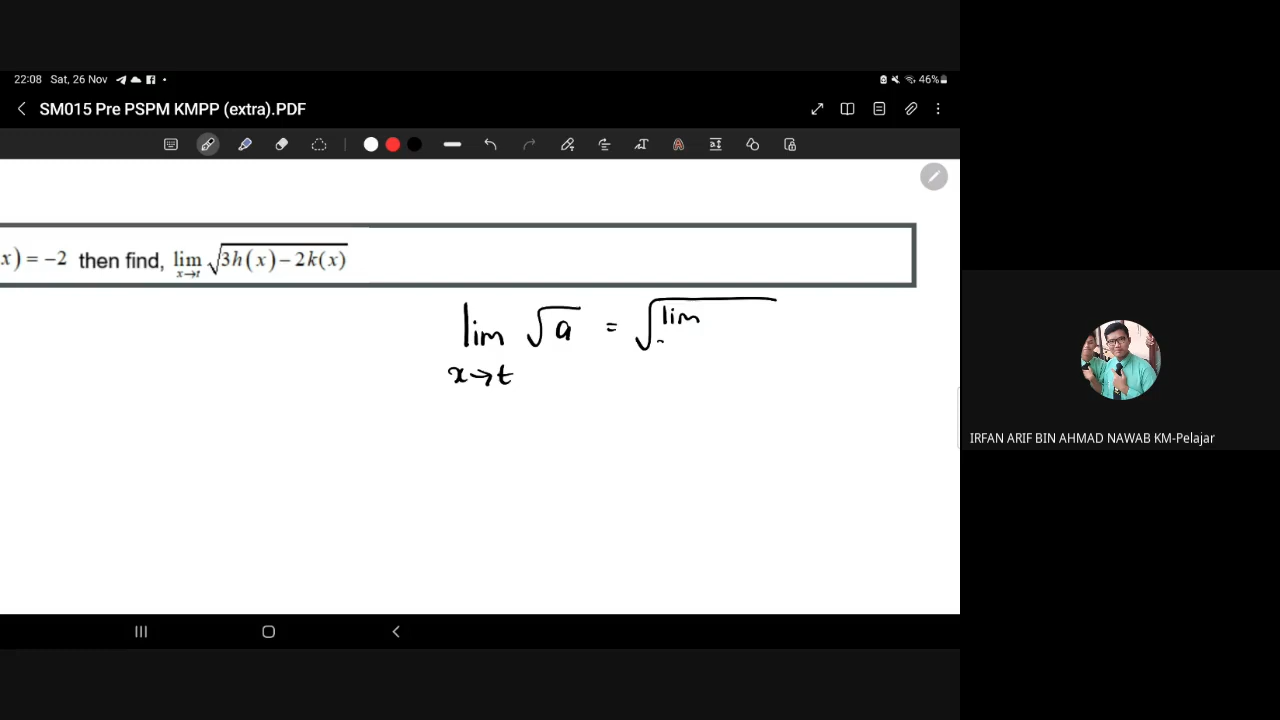 22:08 Sat, 26 Nov
46%
SM015 Pre PSPM KMPP (extra).PDF
x) = −2 then find, lim x→t √(3h(x) − 2k(x))
lim √a = √lim
x→t
IRFAN ARIF BIN AHMAD NAWAB KM-Pelajar